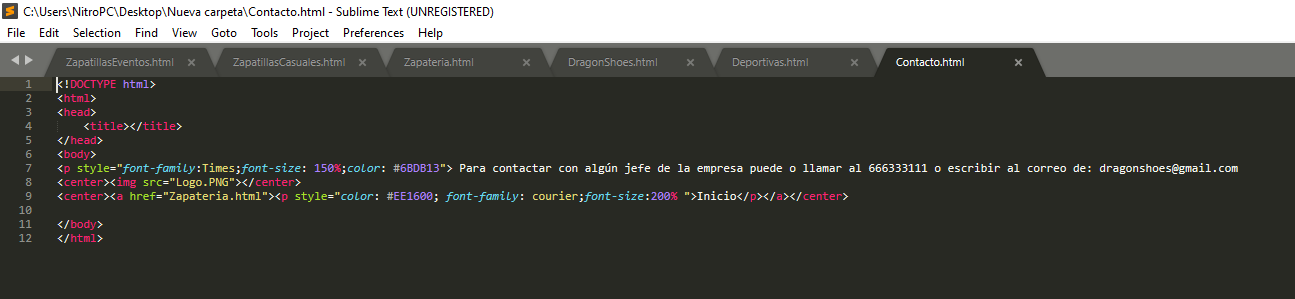 C:\Users\NitroPC\Desktop\Nueva carpeta\Contacto.html - Sublime Text (UNREGISTERED)
File Edit Selection Find View Goto Tools Project Preferences Help
ZapatillasEventos.html × ZapatillasCasuales.html × Zapateria.html × DragonShoes.html × Deportivas.html × Contacto.html ×
1 <!DOCTYPE html>
2 <html>
3 <head>
4 <title></title>
5 </head>
6 <body>
7 <p style="font-family:Times;font-size: 150%;color: #6BDB13"> Para contactar con algún jefe de la empresa puede o llamar al 666333111 o escribir al correo de: dragonshoes@gmail.com
8 <center><img src="Logo.PNG"></center>
9 <center><a href="Zapateria.html"><p style="color: #EE1600; font-family: courier;font-size:200% ">Inicio</p></a></center>
10
11 </body>
12 </html>